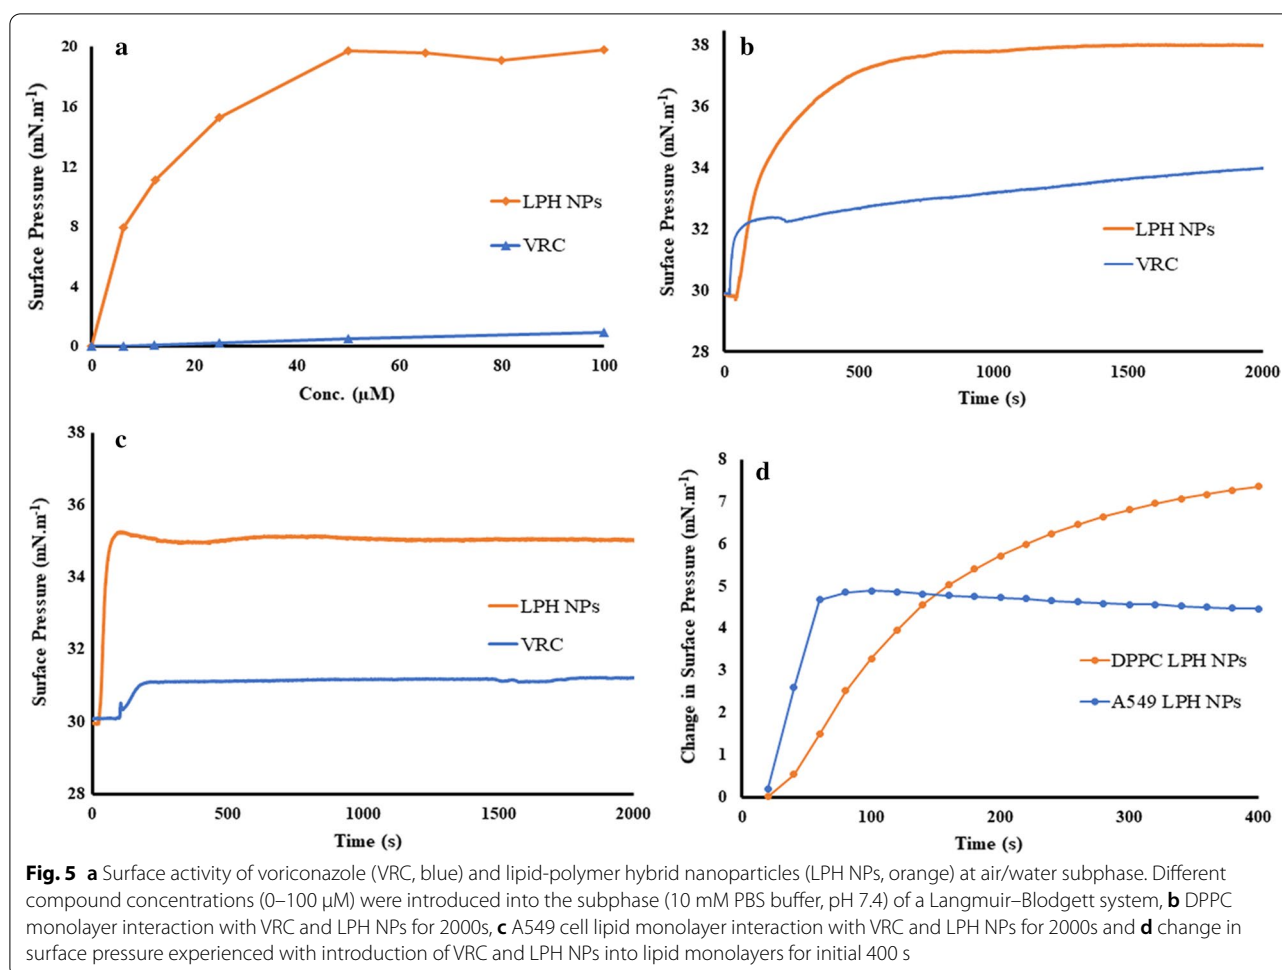 a
20
16
12
8
4
0
Surface Pressure (mN.m-1)
LPH NPs
VRC
0 20 40 60 80 100
Conc. (µM)
b
38
36
34
32
30
28
Surface Pressure (mN.m-1)
LPH NPs
VRC
0 500 1000 1500 2000
Time (s)
c
38
36
34
32
30
28
Surface Pressure (mN.m-1)
LPH NPs
VRC
0 500 1000 1500 2000
Time (s)
d
8
7
6
5
4
3
2
1
0
Change in Surface Pressure (mN.m-1)
DPPC LPH NPs
A549 LPH NPs
0 100 200 300 400
Time (s)
Fig. 5 a Surface activity of voriconazole (VRC, blue) and lipid-polymer hybrid nanoparticles (LPH NPs, orange) at air/water subphase. Different
compound concentrations (0–100 µM) were introduced into the subphase (10 mM PBS buffer, pH 7.4) of a Langmuir–Blodgett system, b DPPC
monolayer interaction with VRC and LPH NPs for 2000s, c A549 cell lipid monolayer interaction with VRC and LPH NPs for 2000s and d change in
surface pressure experienced with introduction of VRC and LPH NPs into lipid monolayers for initial 400 s